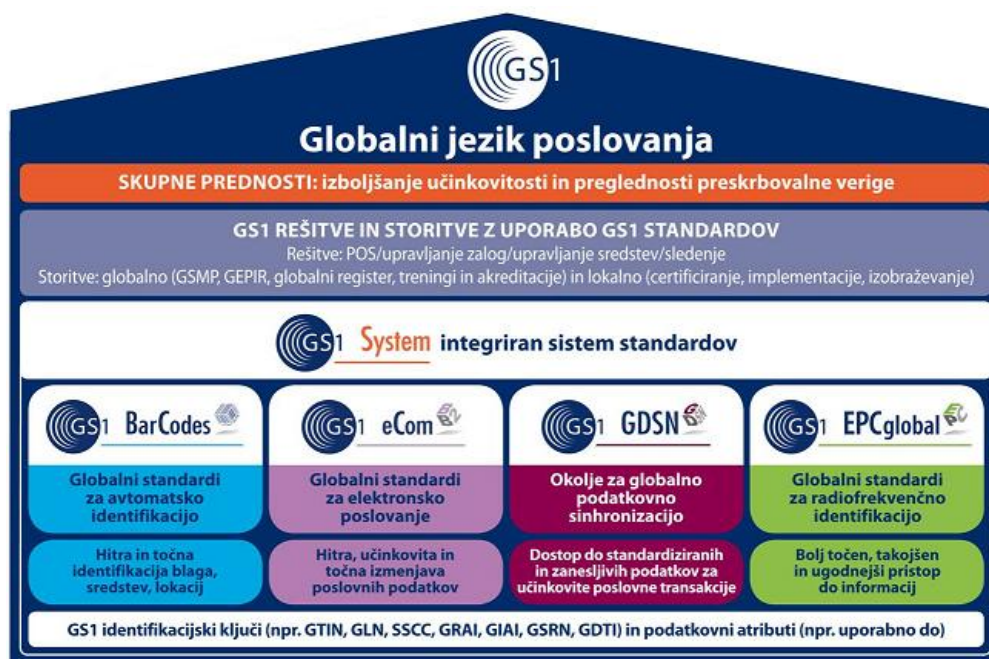 GS1
Globalni jezik poslovanja
SKUPNE PREDNOSTI: izboljšanje učinkovitosti in preglednosti preskrbovalne verige
GS1 REŠITVE IN STORITVE Z UPORABO GS1 STANDARDOV
Rešitve: POS/upravljanje zalog/upravljanje sredstev/sledenje
Storitve: globalno (GSMP, GEPIR, globalni register, treningi in akreditacije) in lokalno (certificiranje, implementacije, izobraževanje)
GS1 System integriran sistem standardov
GS1 BarCodes
Globalni standardi
za avtomatsko
identifikacijo
Hitra in točna
identifikacija blaga,
sredstev, lokacij
GS1 eCom
Globalni standardi
za elektronsko
poslovanje
Hitra, učinkovita in
točna izmenjava
poslovnih podatkov
GS1 GDSN
Okolje za globalno
podatkovno
sinhronizacijo
Dostop do standardiziranih
in zanesljivih podatkov za
učinkovite poslovne transakcije
GS1 EPCglobal
Globalni standardi
za radiofrekvenčno
identifikacijo
Bolj točen, takojšen
in ugodnejši pristop
do informacij
GS1 identifikacijski ključi (npr. GTIN, GLN, SSCC, GRAI, GIAI, GSRN, GDTI) in podatkovni atributi (npr. uporabno do)